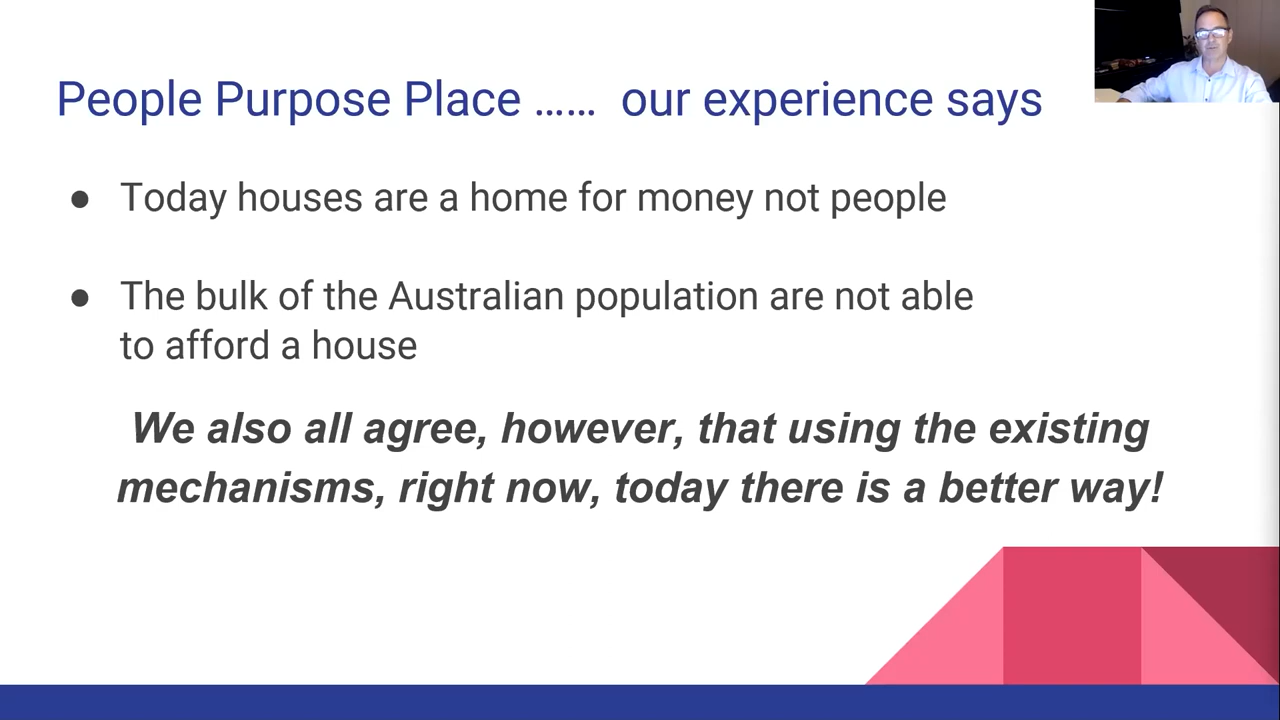 People Purpose Place ...... our experience says
● Today houses are a home for money not people
● The bulk of the Australian population are not able
to afford a house
We also all agree, however, that using the existing
mechanisms, right now, today there is a better way!